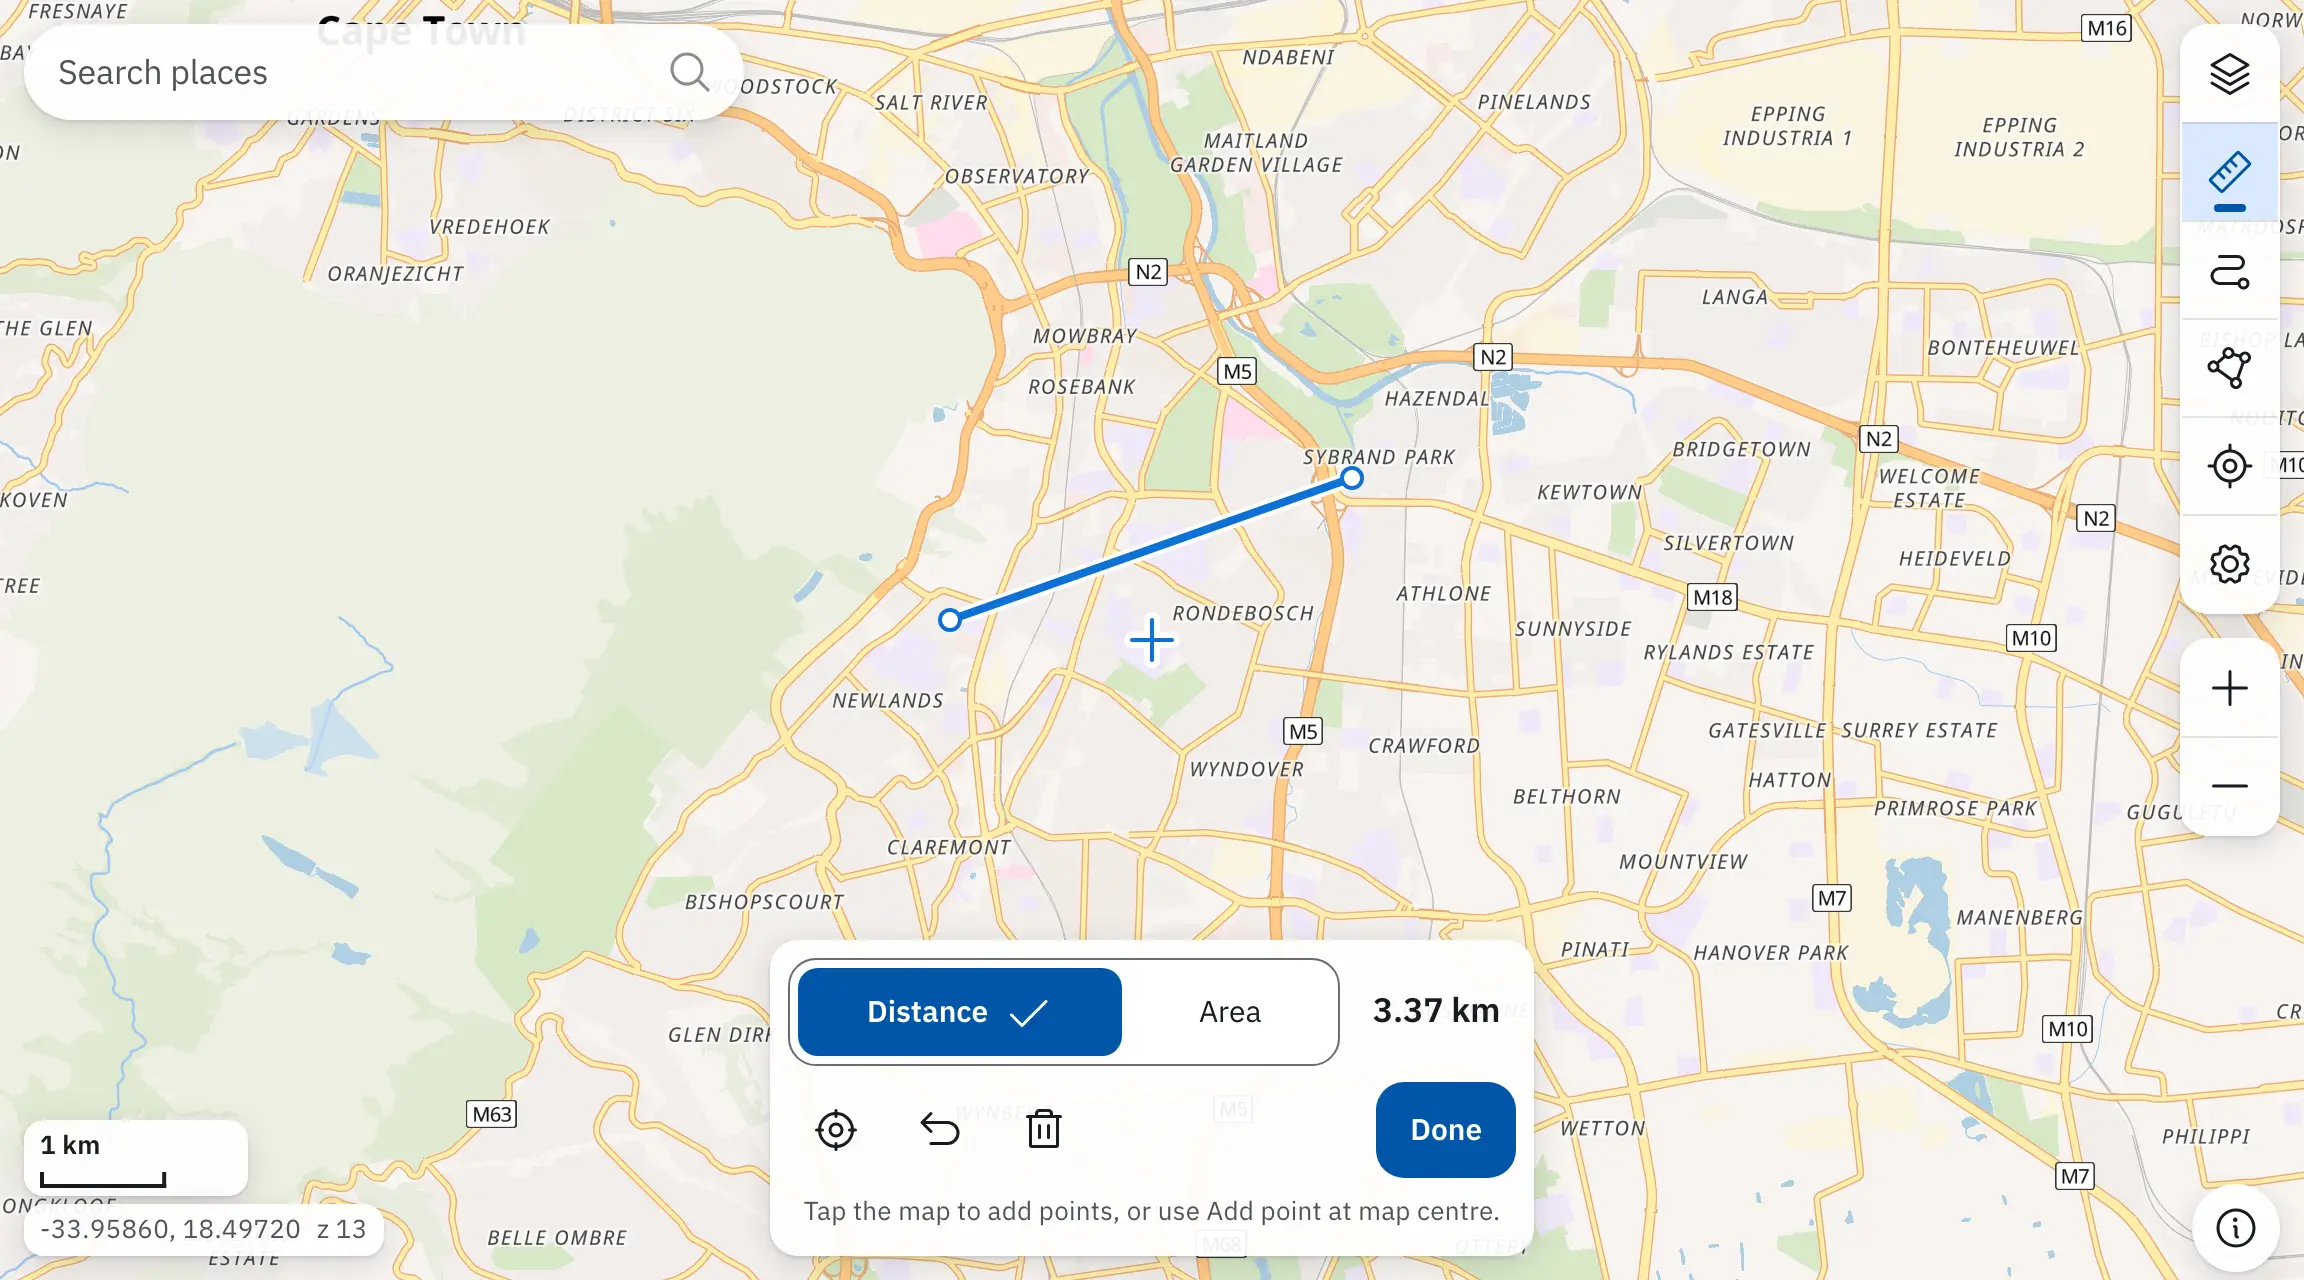 FRESNAYE
Cape Town
M16
Search places
NDABENI
WOODSTOCK
SALT RIVER
PINELANDS
EPPING
INDUSTRIA 1
EPPING
INDUSTRIA 2
GARDENS
DISTRICT SIX
MAITLAND
GARDEN VILLAGE
OBSERVATORY
VREDEHOEK
ORANJEZICHT
N2
LANGA
THE GLEN
MOWBRAY
BONTEHEUWEL
N2
M5
ROSEBANK
HAZENDAL
N2
SYBRAND PARK
BRIDGETOWN
M10
WELCOME
ESTATE
KEWTOWN
N2
SILVERTOWN
HEIDEVELD
ATHLONE
M18
RONDEBOSCH
SUNNYSIDE
M10
RYLANDS ESTATE
NEWLANDS
M5
GATESVILLE
SURREY ESTATE
CRAWFORD
WYNDOVER
HATTON
BELTHORN
PRIMROSE PARK
GUGULETU
CLAREMONT
MOUNTVIEW
BISHOPSCOURT
M7
MANENBERG
PINATI
HANOVER PARK
Distance
Area
3.37 km
M10
M63
M5
Done
WETTON
PHILIPPI
1 km
M7
Tap the map to add points, or use Add point at map centre.
-33.95860, 18.49720 z 13
BELLE OMBRE
M68
ESTATE